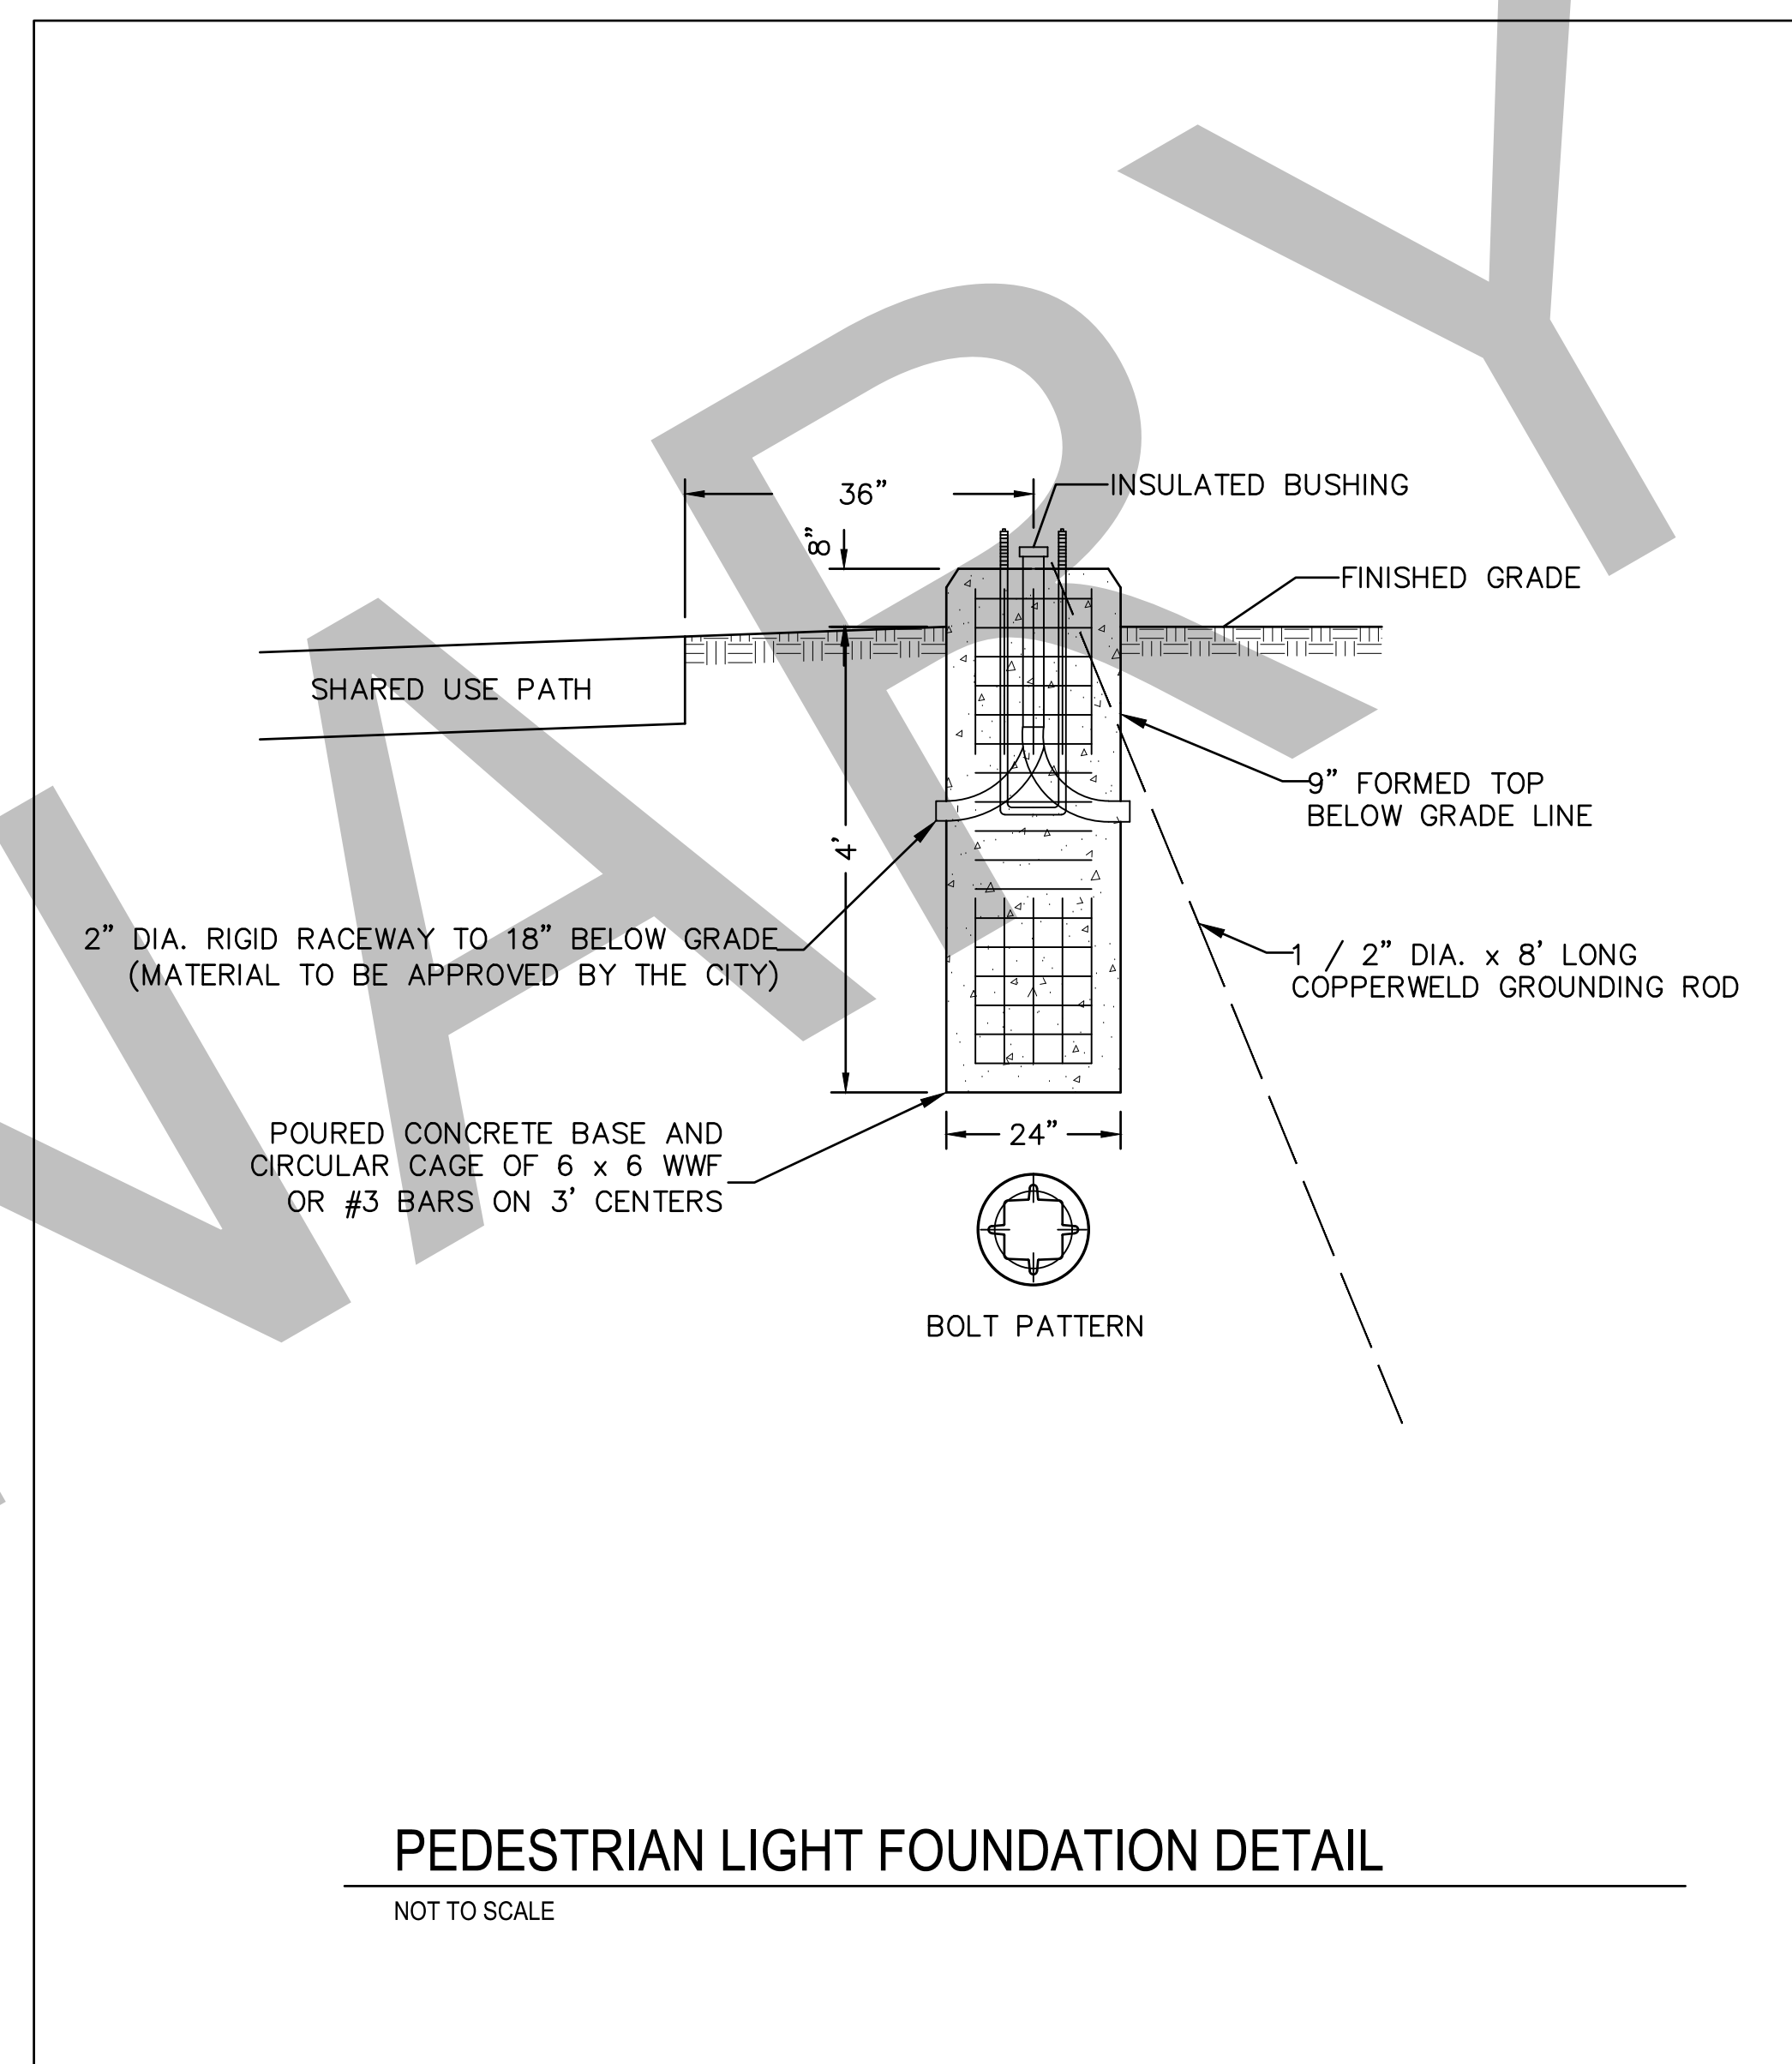 36”
INSULATED BUSHING
8”
FINISHED GRADE
SHARED USE PATH
9” FORMED TOP
BELOW GRADE LINE
4’
2” DIA. RIGID RACEWAY TO 18” BELOW GRADE
(MATERIAL TO BE APPROVED BY THE CITY)
1 / 2” DIA. x 8’ LONG
COPPERWELD GROUNDING ROD
24”
POURED CONCRETE BASE AND
CIRCULAR CAGE OF 6 x 6 WWF
OR #3 BARS ON 3’ CENTERS
BOLT PATTERN
PEDESTRIAN LIGHT FOUNDATION DETAIL
NOT TO SCALE
NARY